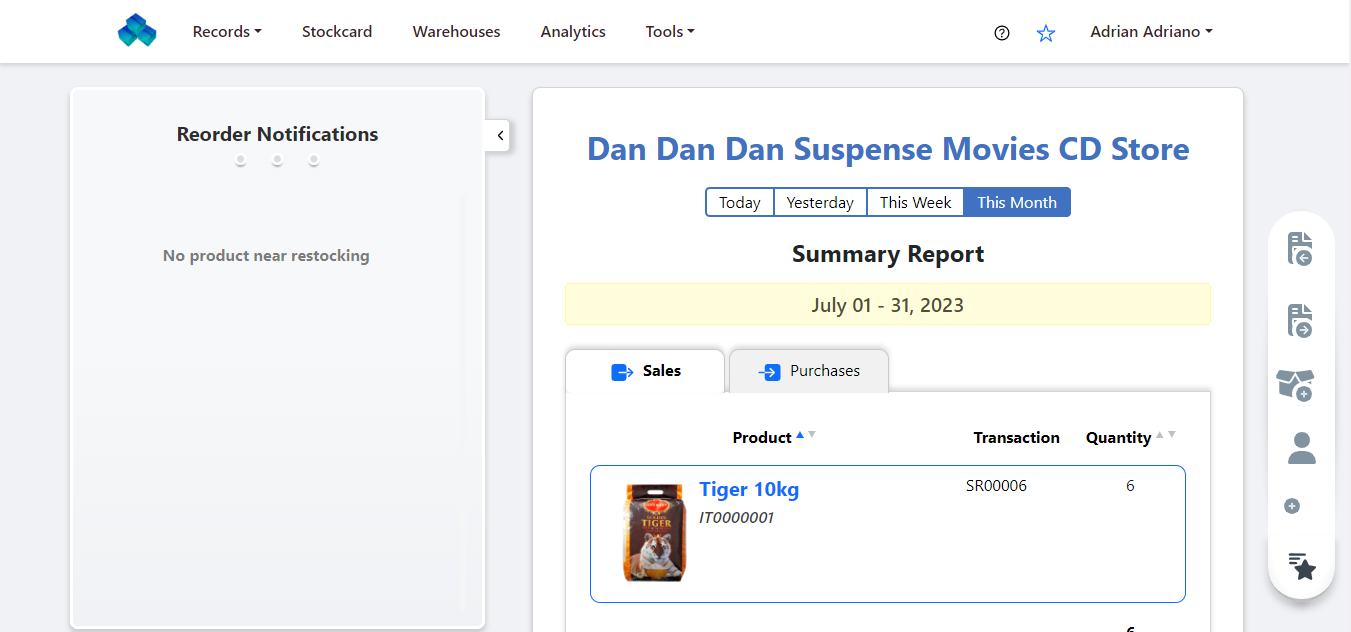 Records Stockcard Warehouses Analytics Tools Adrian Adriano
Reorder Notifications
No product near restocking
Dan Dan Dan Suspense Movies CD Store
Today Yesterday This Week This Month
Summary Report
July 01 - 31, 2023
Sales Purchases
Product Transaction Quantity
Tiger 10kg SR00006 6
IT0000001
TIGER